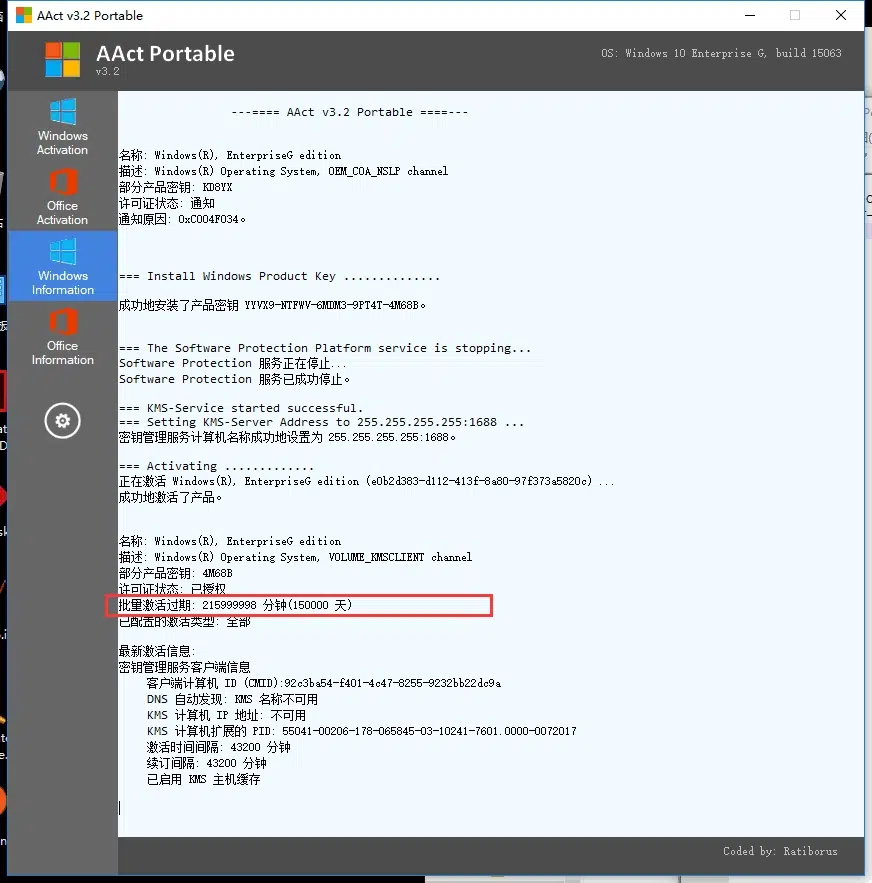 AAct v3.2 Portable
AAct Portable
v3.2
OS: Windows 10 Enterprise G, build 15063
Windows
Activation
Office
Activation
Windows
Information
Office
Information
---==== AAct v3.2 Portable ====---
名称: Windows(R), EnterpriseG edition
描述: Windows(R) Operating System, OEM_COA_NSLP channel
部分产品密钥: KD8YX
许可证状态: 通知
通知原因: 0xC004F034。
=== Install Windows Product Key ..............
成功地安装了产品密钥 YYVX9-NTFWV-6MDM3-9PT4T-4M68B。
=== The Software Protection Platform service is stopping...
Software Protection 服务正在停止...
Software Protection 服务已成功停止。
=== KMS-Service started successful.
=== Setting KMS-Server Address to 255.255.255.255:1688 ...
密钥管理服务计算机名称成功地设置为 255.255.255.255:1688。
=== Activating .............
正在激活 Windows(R), EnterpriseG edition (e0b2d383-d112-413f-8a80-97f373a5820c) ...
成功地激活了产品。
名称: Windows(R), EnterpriseG edition
描述: Windows(R) Operating System, VOLUME_KMSCLIENT channel
部分产品密钥: 4M68B
许可证状态: 已授权
批量激活过期: 215999998 分钟(150000 天)
已配置的激活类型: 全部
最新激活信息:
密钥管理服务客户端信息
客户端计算机 ID (CMID):92c3ba54-f401-4c47-8255-9232bb22dc9a
DNS 自动发现: KMS 名称不可用
KMS 计算机 IP 地址: 不可用
KMS 计算机扩展的 PID: 55041-00206-178-065845-03-10241-7601.0000-0072017
激活时间间隔: 43200 分钟
续订间隔: 43200 分钟
已启用 KMS 主机缓存
Coded by: Ratiborus